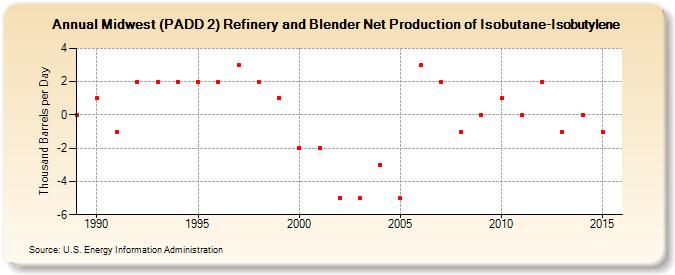 Annual Midwest (PADD 2) Refinery and Blender Net Production of Isobutane-Isobutylene
Thousand Barrels per Day
4
2
0
-2
-4
-6
1990 1995 2000 2005 2010 2015
Source: U.S. Energy Information Administration